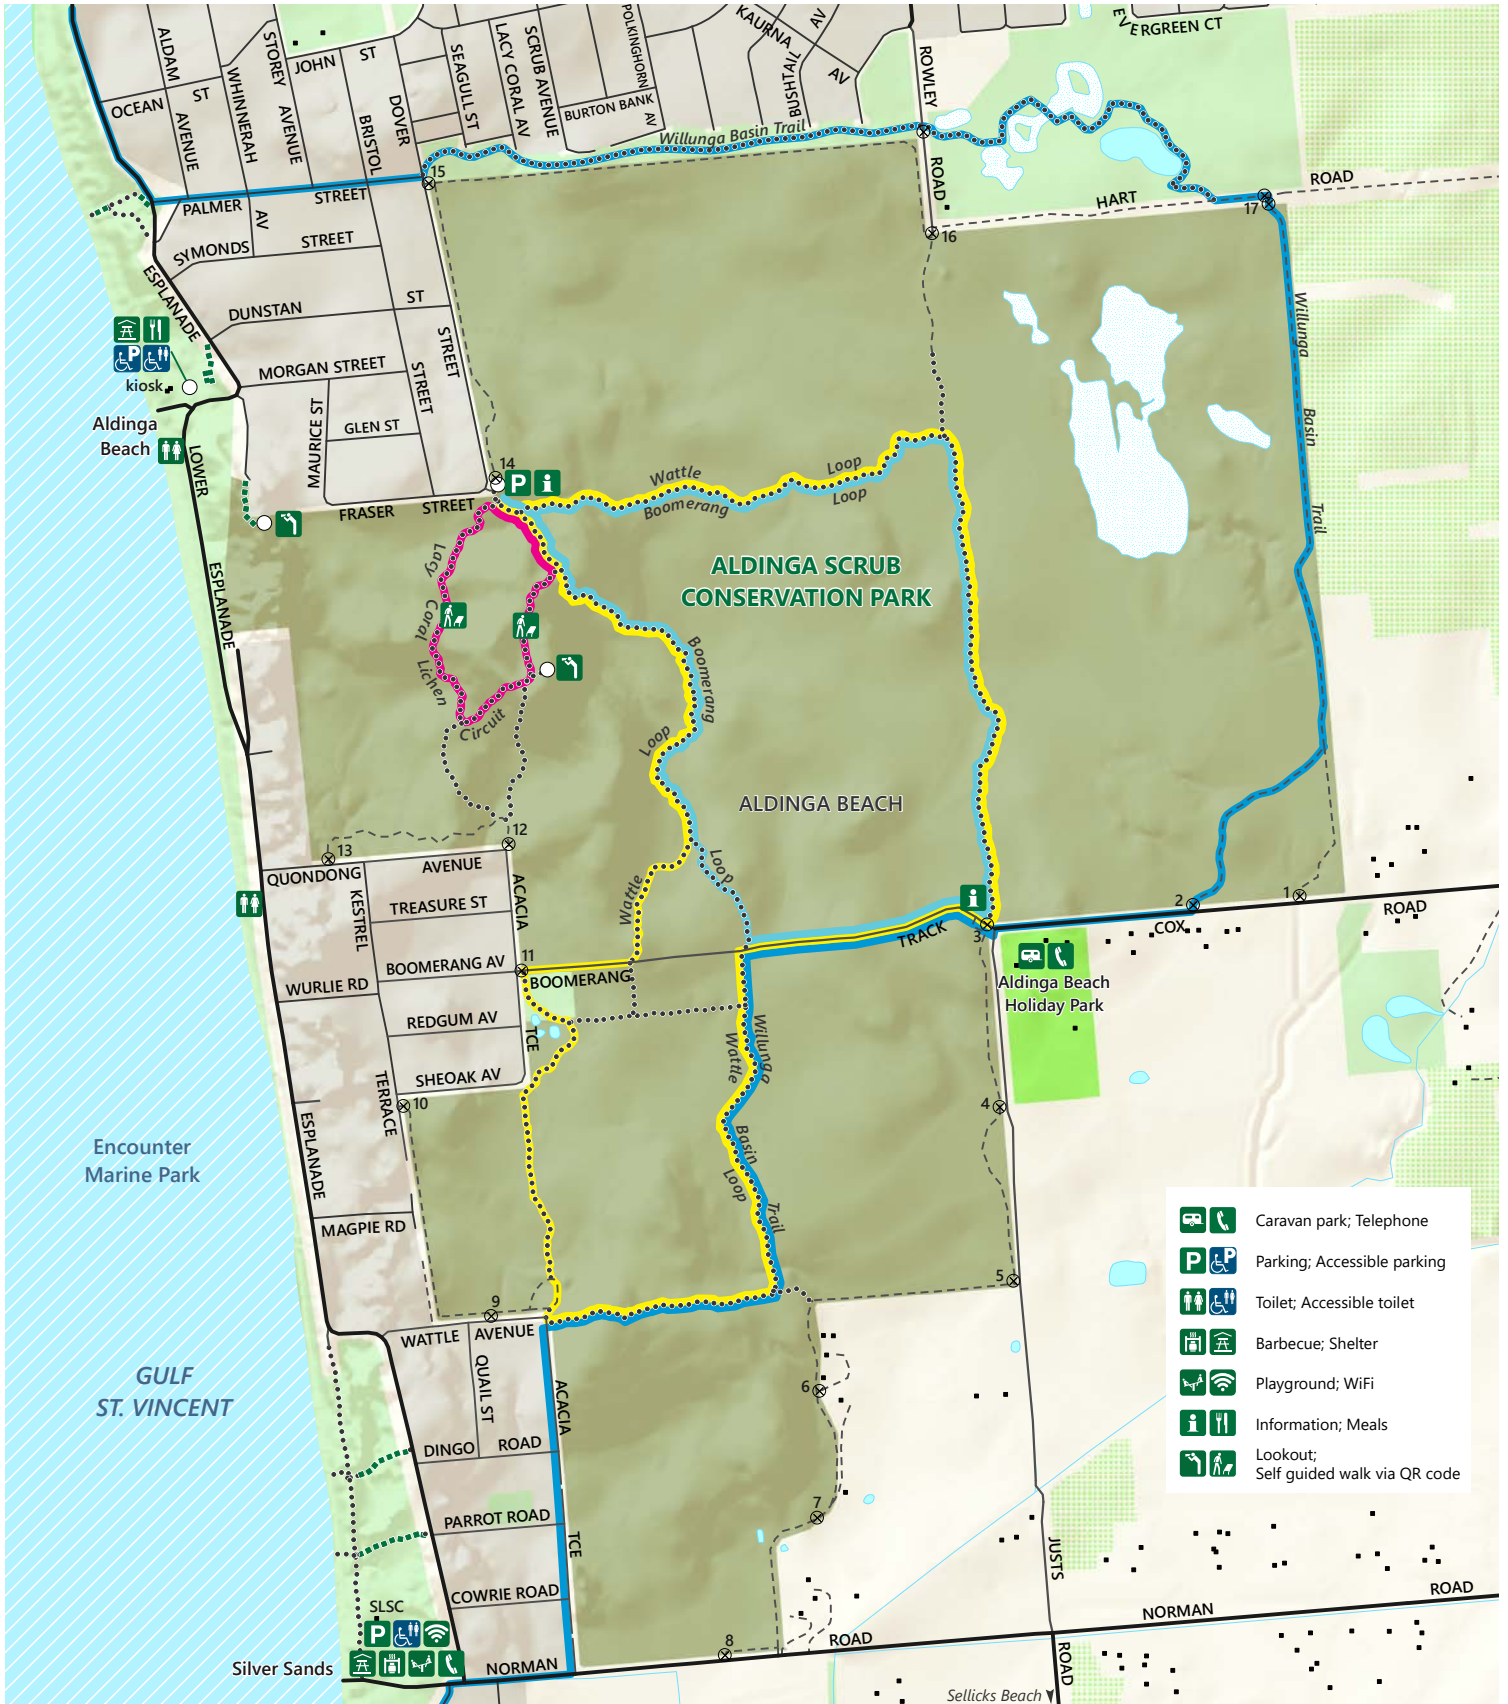 ALDAM
AVENUE
OCEAN
ST
WHINNERAH
AV
STOREY
AVENUE
JOHN
ST
BRISTOL
STREET
DOVER
STREET
SEAGULL ST
LACY CORAL AV
SCRUB AVENUE
POLKINGHORN
AV
BURTON BANK
KAURNA
AV
BUSHTAIL
AV
ROWLEY
ROAD
EVERGREEN CT
Willunga Basin Trail
15
16
17
HART
ROAD
PALMER
STREET
SYMONDS
STREET
DUNSTAN
ST
MORGAN STREET
GLEN ST
MAURICE ST
FRASER
STREET
ESPLANADE
kiosk
Aldinga
Beach
LOWER
ESPLANADE
14
P
i
Wattle
Loop
Boomerang
Loop
Lacy
Coral
Lichen
Circuit
ALDINGA SCRUB
CONSERVATION PARK
Boomerang
Loop
Loop
ALDINGA BEACH
Wattle
Willunga
Basin
Trail
12
13
QUONDONG
AVENUE
KESTREL
TERRACE
TREASURE ST
ACACIA
TCE
BOOMERANG AV
WURLIE RD
REDGUM AV
SHEOAK AV
11
BOOMERANG
TRACK
i
3
2
1
COX
ROAD
Aldinga Beach
Holiday Park
Willunga
Wattle
Basin
Loop
Trail
10
4
5
6
7
8
9
Encounter
Marine Park
ESPLANADE
MAGPIE RD
WATTLE
AVENUE
QUAIL ST
GULF
ST. VINCENT
DINGO
ROAD
ACACIA
TCE
PARROT ROAD
COWRIE ROAD
SLSC
P
Silver Sands
NORMAN
ROAD
NORMAN
ROAD
JUSTS
ROAD
Sellicks Beach
Caravan park; Telephone
P
P
Parking; Accessible parking
Toilet; Accessible toilet
Barbecue; Shelter
Playground; WiFi
i
Information; Meals
Lookout;
Self guided walk via QR code